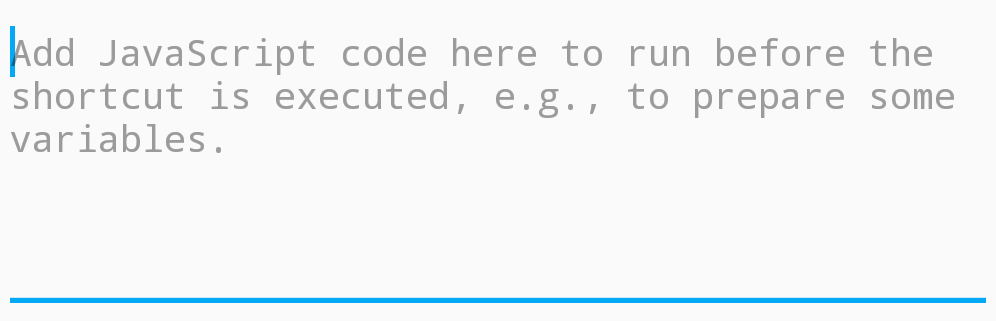 Add JavaScript code here to run before the
shortcut is executed, e.g., to prepare some
variables.